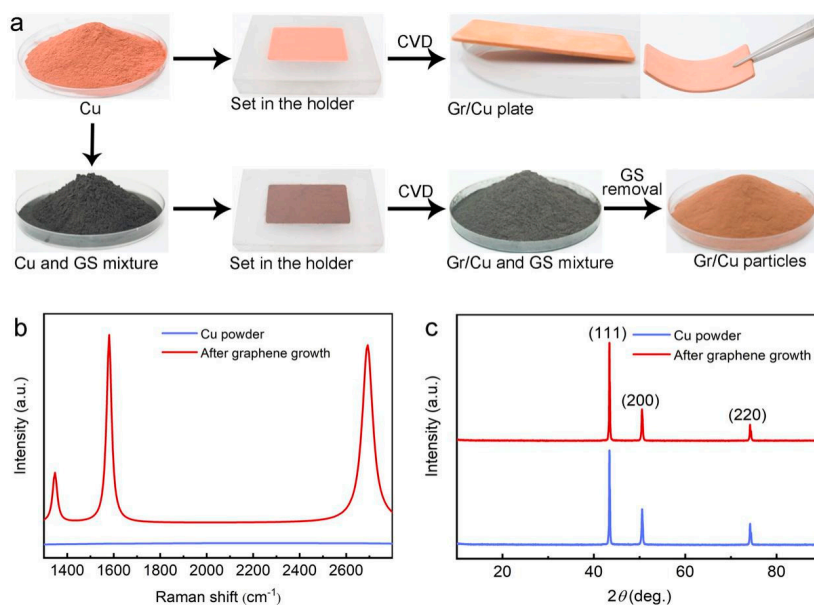 a
CVD
Cu
Set in the holder
Gr/Cu plate
CVD
GS
removal
Cu and GS mixture
Set in the holder
Gr/Cu and GS mixture
Gr/Cu particles
b
Cu powder
After graphene growth
Intensity (a.u.)
1400 1600 1800 2000 2200 2400 2600
Raman shift (cm⁻¹)
c
(111)
Cu powder
After graphene growth
(200)
(220)
Intensity (a.u.)
20 40 60 80
2θ (deg.)